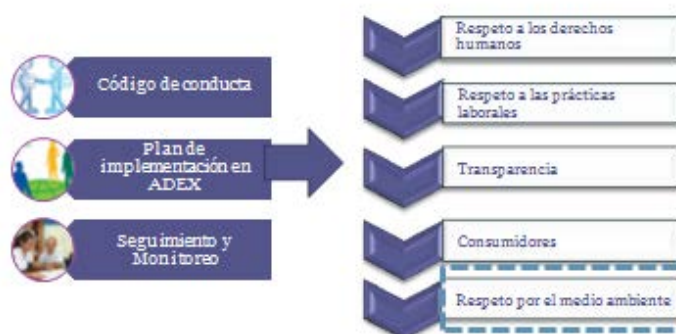 Código de conducta
Plan de
implementación en
ADEX
Seguimiento y
Monitoreo
Respeto a los derechos
humanos
Respeto a las prácticas
laborales
Transparencia
Consumidores
Respeto por el medio ambiente